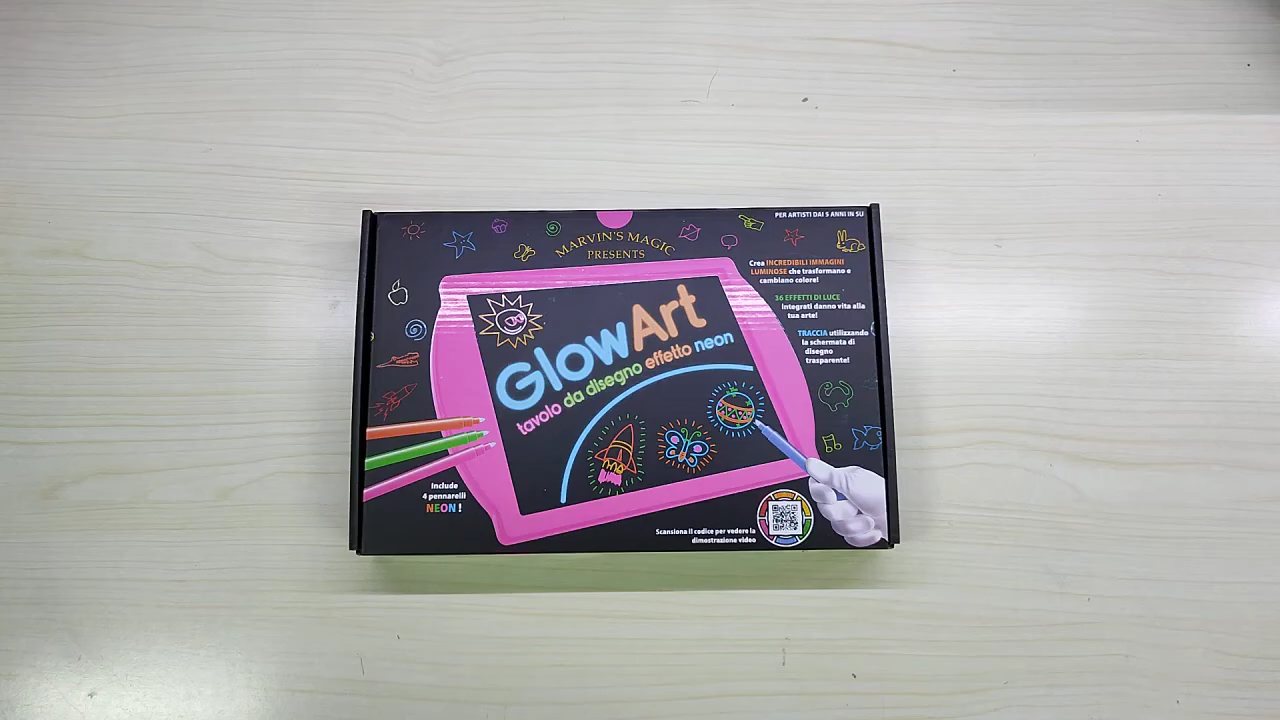 PER ARTISTI DAI 5 ANNI IN SU
MARVIN'S MAGIC
PRESENTS
Crea INCREDIBILI IMMAGINI
LUMINOSE che trasformano e
cambiano colore!
36 EFFETTI DI LUCE
integrati danno vita alla
tua arte!
TRACCIA utilizzando
la schermata di
disegno
trasparente!
GlowArt
tavolo da disegno effetto neon
Include
4 pennarelli
NEON!
Scansiona il codice per vedere la
dimostrazione video